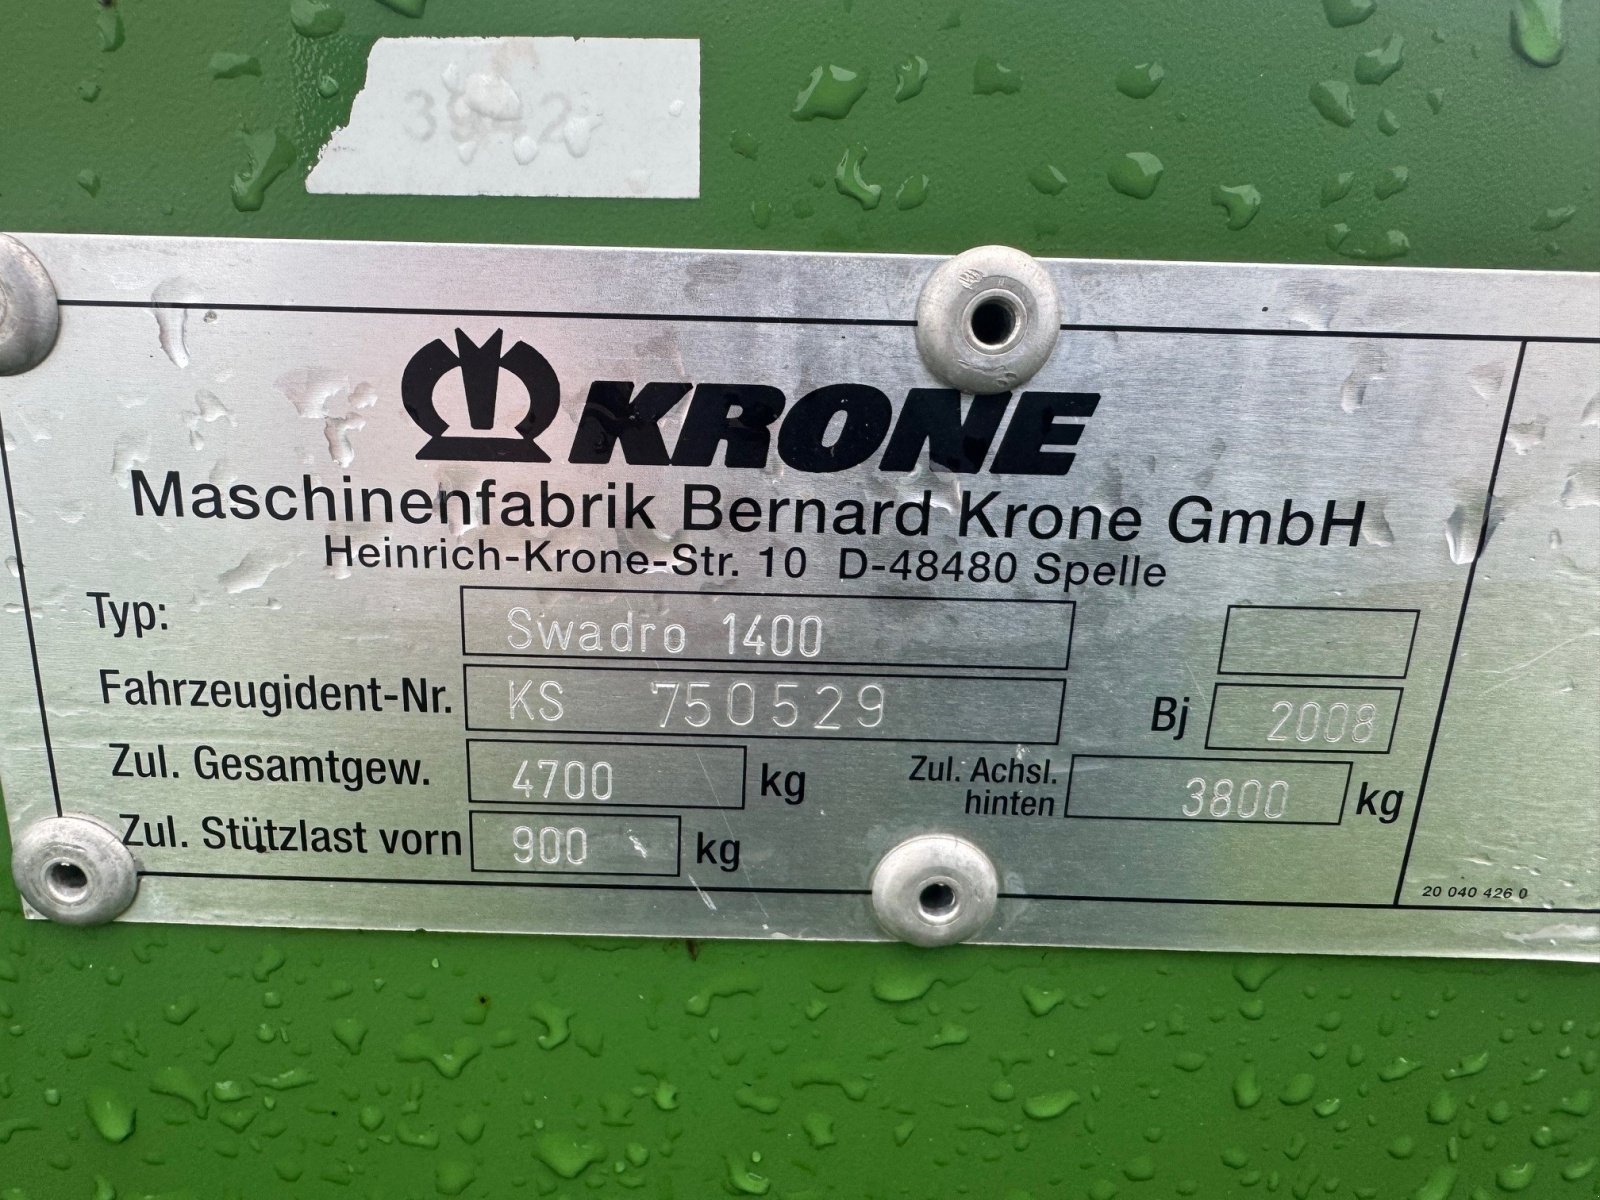 KRONE
Maschinenfabrik Bernard Krone GmbH
Heinrich-Krone-Str. 10 D-48480 Spelle
Typ: Swadro 1400
Fahrzeugident-Nr. KS 750529 Bj 2008
Zul. Gesamtgew. 4700 kg Zul. Achsl. hinten 3800 kg
Zul. Stützlast vorn 900 kg
20 040 426 0